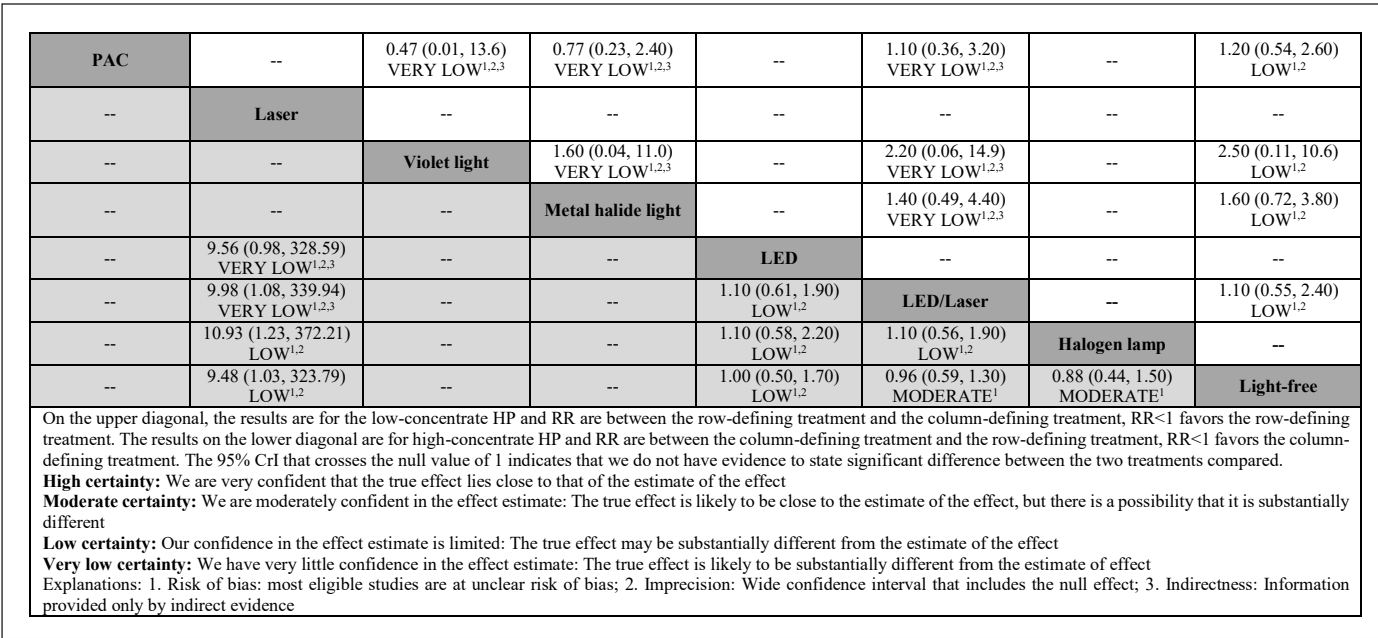 PAC -- 0.47 (0.01, 13.6) 0.77 (0.23, 2.40) -- 1.10 (0.36, 3.20) -- 1.20 (0.54, 2.60)
VERY LOW1,2,3 VERY LOW1,2,3 VERY LOW1,2,3 LOW1,2
-- Laser -- -- -- -- -- --
-- -- Violet light 1.60 (0.04, 11.0) -- 2.20 (0.06, 14.9) -- 2.50 (0.11, 10.6)
VERY LOW1,2,3 VERY LOW1,2,3 LOW1,2
-- -- -- Metal halide light -- 1.40 (0.49, 4.40) -- 1.60 (0.72, 3.80)
VERY LOW1,2,3 LOW1,2
-- 9.56 (0.98, 328.59) -- -- LED -- -- --
VERY LOW1,2,3
-- 9.98 (1.08, 339.94) -- -- 1.10 (0.61, 1.90) LED/Laser -- 1.10 (0.55, 2.40)
VERY LOW1,2,3 LOW1,2 LOW1,2
-- 10.93 (1.23, 372.21) -- -- 1.10 (0.58, 2.20) 1.10 (0.56, 1.90) Halogen lamp --
LOW1,2 LOW1,2 LOW1,2
-- 9.48 (1.03, 323.79) -- -- 1.00 (0.50, 1.70) 0.96 (0.59, 1.30) 0.88 (0.44, 1.50) Light-free
LOW1,2 LOW1,2 MODERATE1 MODERATE1
On the upper diagonal, the results are for the low-concentrate HP and RR are between the row-defining treatment and the column-defining treatment, RR<1 favors the row-defining
treatment. The results on the lower diagonal are for high-concentrate HP and RR are between the column-defining treatment and the row-defining treatment, RR<1 favors the column-
defining treatment. The 95% CrI that crosses the null value of 1 indicates that we do not have evidence to state significant difference between the two treatments compared.
High certainty: We are very confident that the true effect lies close to that of the estimate of the effect
Moderate certainty: We are moderately confident in the effect estimate: The true effect is likely to be close to the estimate of the effect, but there is a possibility that it is substantially
different
Low certainty: Our confidence in the effect estimate is limited: The true effect may be substantially different from the estimate of the effect
Very low certainty: We have very little confidence in the effect estimate: The true effect is likely to be substantially different from the estimate of effect
Explanations: 1. Risk of bias: most eligible studies are at unclear risk of bias; 2. Imprecision: Wide confidence interval that includes the null effect; 3. Indirectness: Information
provided only by indirect evidence